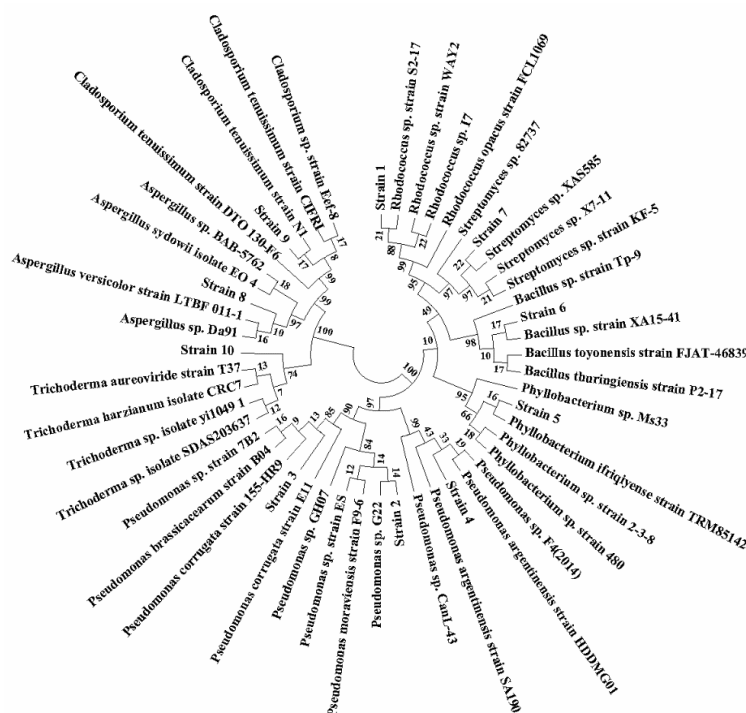 Strain 1
Rhodococcus sp. strain S2-17
Rhodococcus sp. strain WAY2
Rhodococcus sp. 17
Rhodococcus opacus strain FCL1069
Streptomyces sp. 82737
Strain 7
Streptomyces sp. XAS585
Streptomyces sp. X7-11
Streptomyces sp. strain KF-5
Bacillus sp. strain Tp-9
Strain 6
Bacillus sp. strain XA15-41
Bacillus toyonensis strain FJAT-46839
Bacillus thuringiensis strain P2-17
Phyllobacterium sp. Ms33
Strain 5
Phyllobacterium ifriqiyense strain TRM85142
Phyllobacterium sp. strain 2-3-8
Phyllobacterium sp. strain 480
Pseudomonas sp. F4(2014)
Pseudomonas argentinensis strain HDDMG01
Strain 4
Pseudomonas argentinensis strain SA190
Pseudomonas sp. CanL-43
Strain 2
Pseudomonas sp. G22
Pseudomonas moraviensis strain F9-6
Pseudomonas sp. strain ES
Pseudomonas sp. GH07
Pseudomonas corrugata strain E11
Strain 3
Pseudomonas corrugata strain 155-HR9
Pseudomonas brassicacearum strain B04
Pseudomonas sp. strain 7B2
Trichoderma sp. isolate SDAS203637
Trichoderma sp. isolate yi1049 1
Trichoderma harzianum isolate CRC7
Trichoderma aureoviride strain T37
Strain 10
Aspergillus sp. Da91
Aspergillus versicolor strain LTBF 011-1
Strain 8
Aspergillus sydowii isolate EO 4
Aspergillus sp. BAB-5762
Cladosporium tenuissimum strain DTO 130-F6
Strain 9
Cladosporium tenuissimum strain NI
Cladosporium tenuissimum strain CIFRI
Cladosporium sp. strain Eef-8
21
88
22
99
95
22
97
97
21
49
17
98
10
17
10
100
95
16
66
18
97
99
43
33
19
90
84
14
14
12
85
13
9
16
100
74
13
7
12
99
97
18
10
16
99
17
8
17